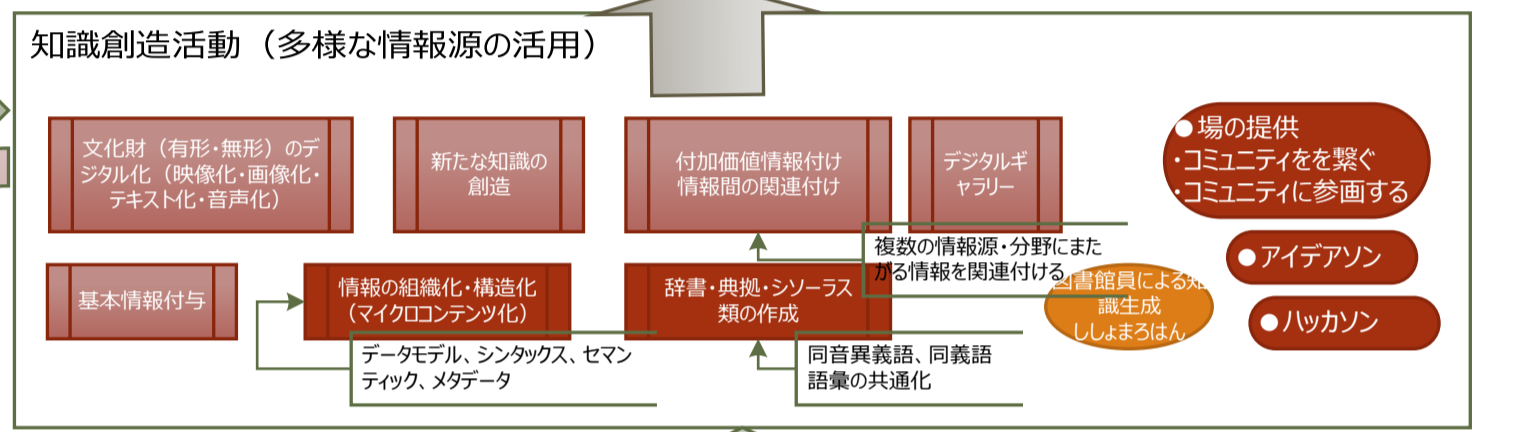 知識創造活動（多様な情報源の活用）
文化財（有形・無形）のデ
ジタル化（映像化・画像化・
テキスト化・音声化）
新たな知識の
創造
付加価値情報付け
情報間の関連付け
デジタルギ
ャラリー
●場の提供
・コミュニティをを繋ぐ
・コミュニティに参画する
複数の情報源・分野にまた
がる情報を関連付ける
●アイデアソン
基本情報付与
情報の組織化・構造化
（マイクロコンテンツ化）
辞書・典拠・シソーラス
類の作成
図書館員による知
識生成
ししょまろはん
●ハッカソン
データモデル、シンタックス、セマン
ティック、メタデータ
同音異義語、同義語
語彙の共通化